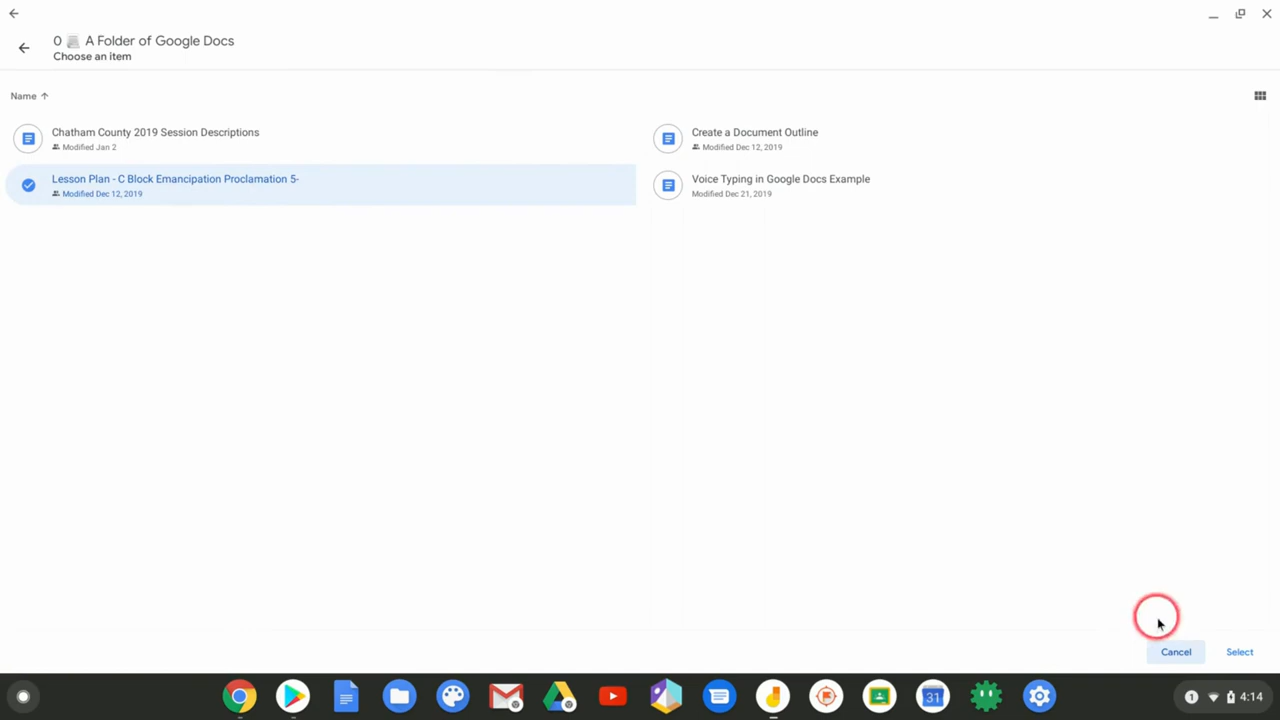 0 A Folder of Google Docs
Choose an item
Name
Chatham County 2019 Session Descriptions
Modified Jan 2
Create a Document Outline
Modified Dec 12, 2019
Lesson Plan - C Block Emancipation Proclamation 5-
Modified Dec 12, 2019
Voice Typing in Google Docs Example
Modified Dec 21, 2019
Cancel
Select
31
1
4:14